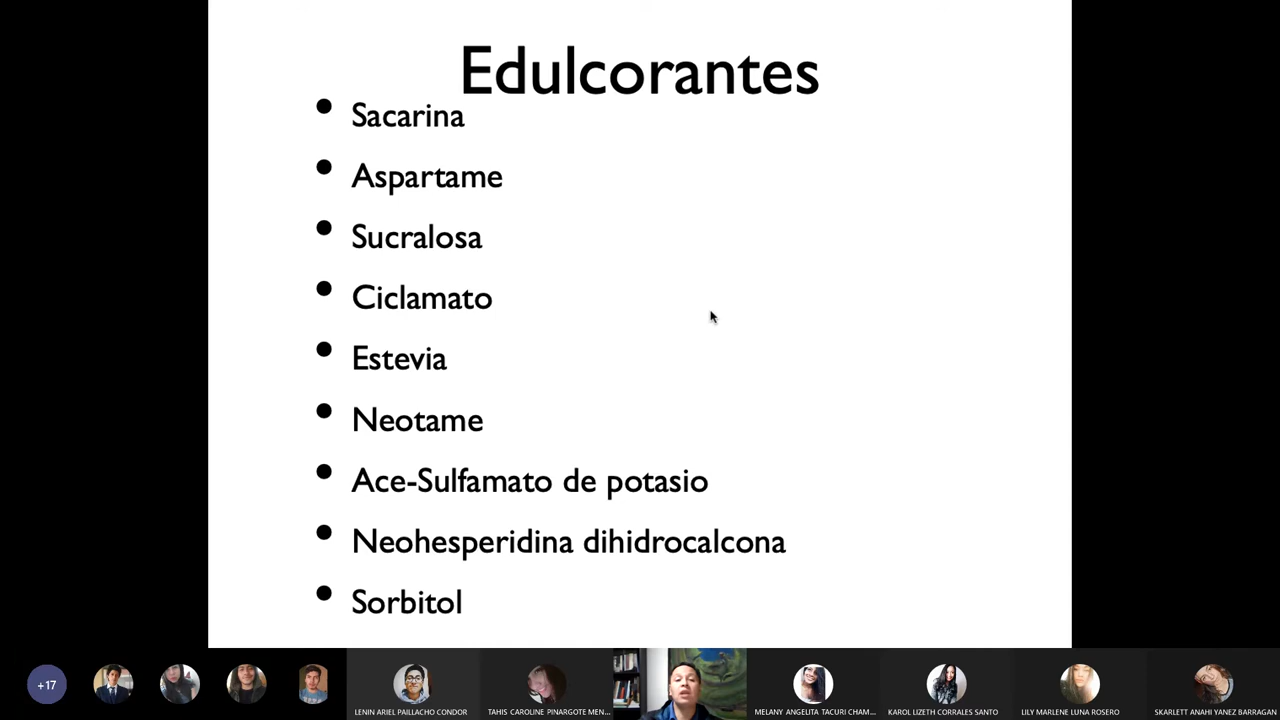 Edulcorantes
Sacarina
Aspartame
Sucralosa
Ciclamato
Estevia
Neotame
Ace-Sulfamato de potasio
Neohesperidina dihidrocalcona
Sorbitol
+17
LENIN ARIEL PAILLACHO CONDOR
TAHIS CAROLINE PINARGOTE MEN...
MELANY ANGELITA TACURI CHAM...
KAROL LIZETH CORRALES SANTO
LILY MARLENE LUNA ROSERO
SKARLETT ANAHI YANEZ BARRAGAN